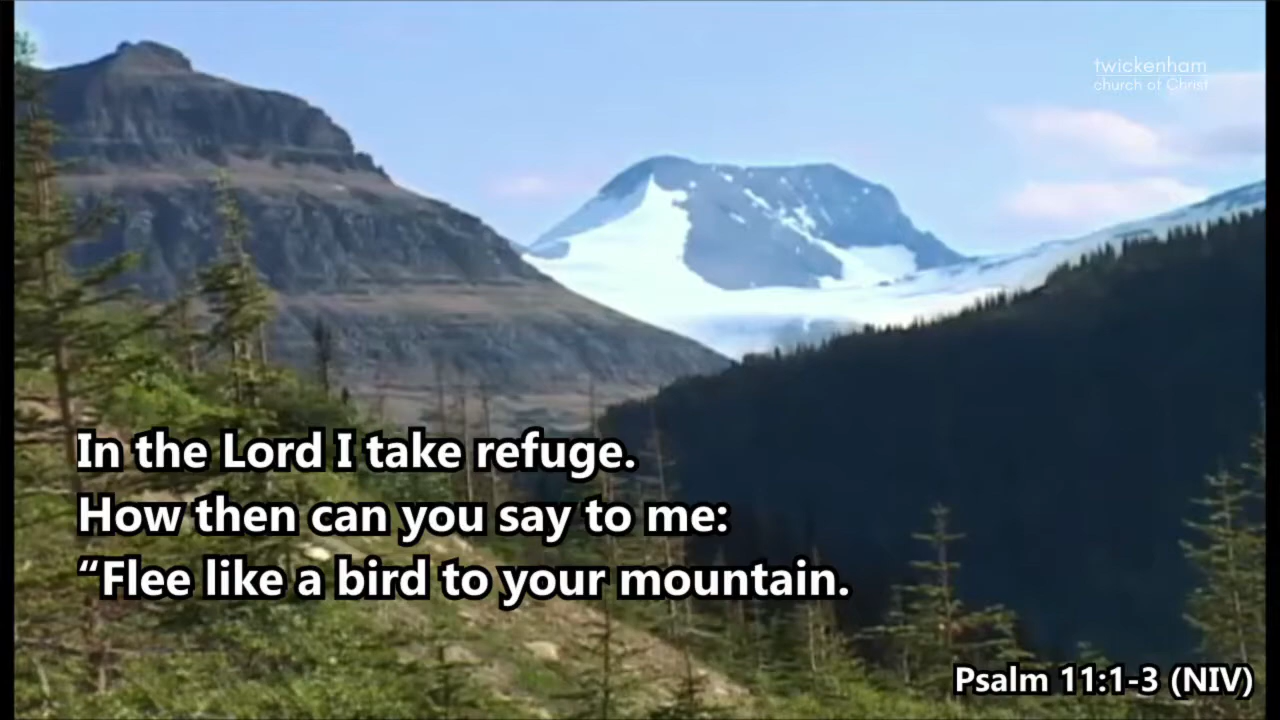 twickenham
church of Christ
In the Lord I take refuge.
How then can you say to me:
“Flee like a bird to your mountain.
Psalm 11:1-3 (NIV)